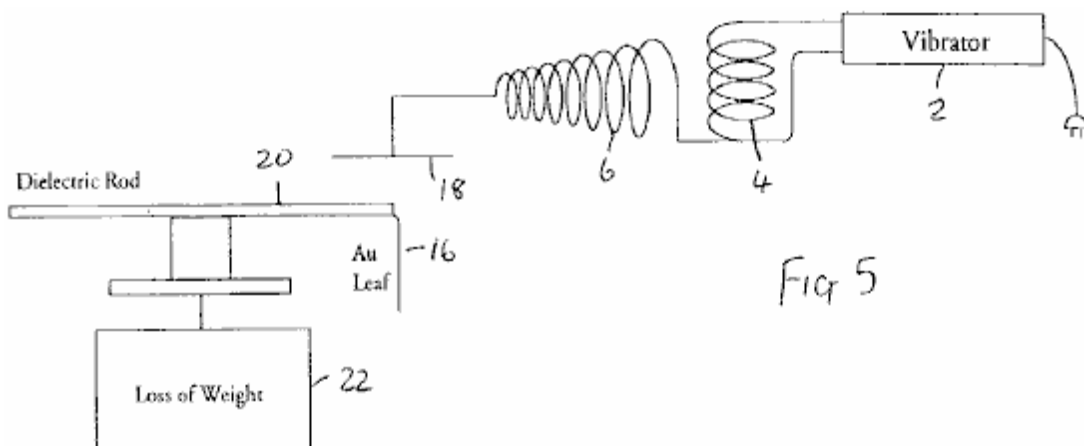 Vibrator
2
6
4
18
20
Dielectric Rod
16
Au
Leaf
Fig 5
Loss of Weight
22